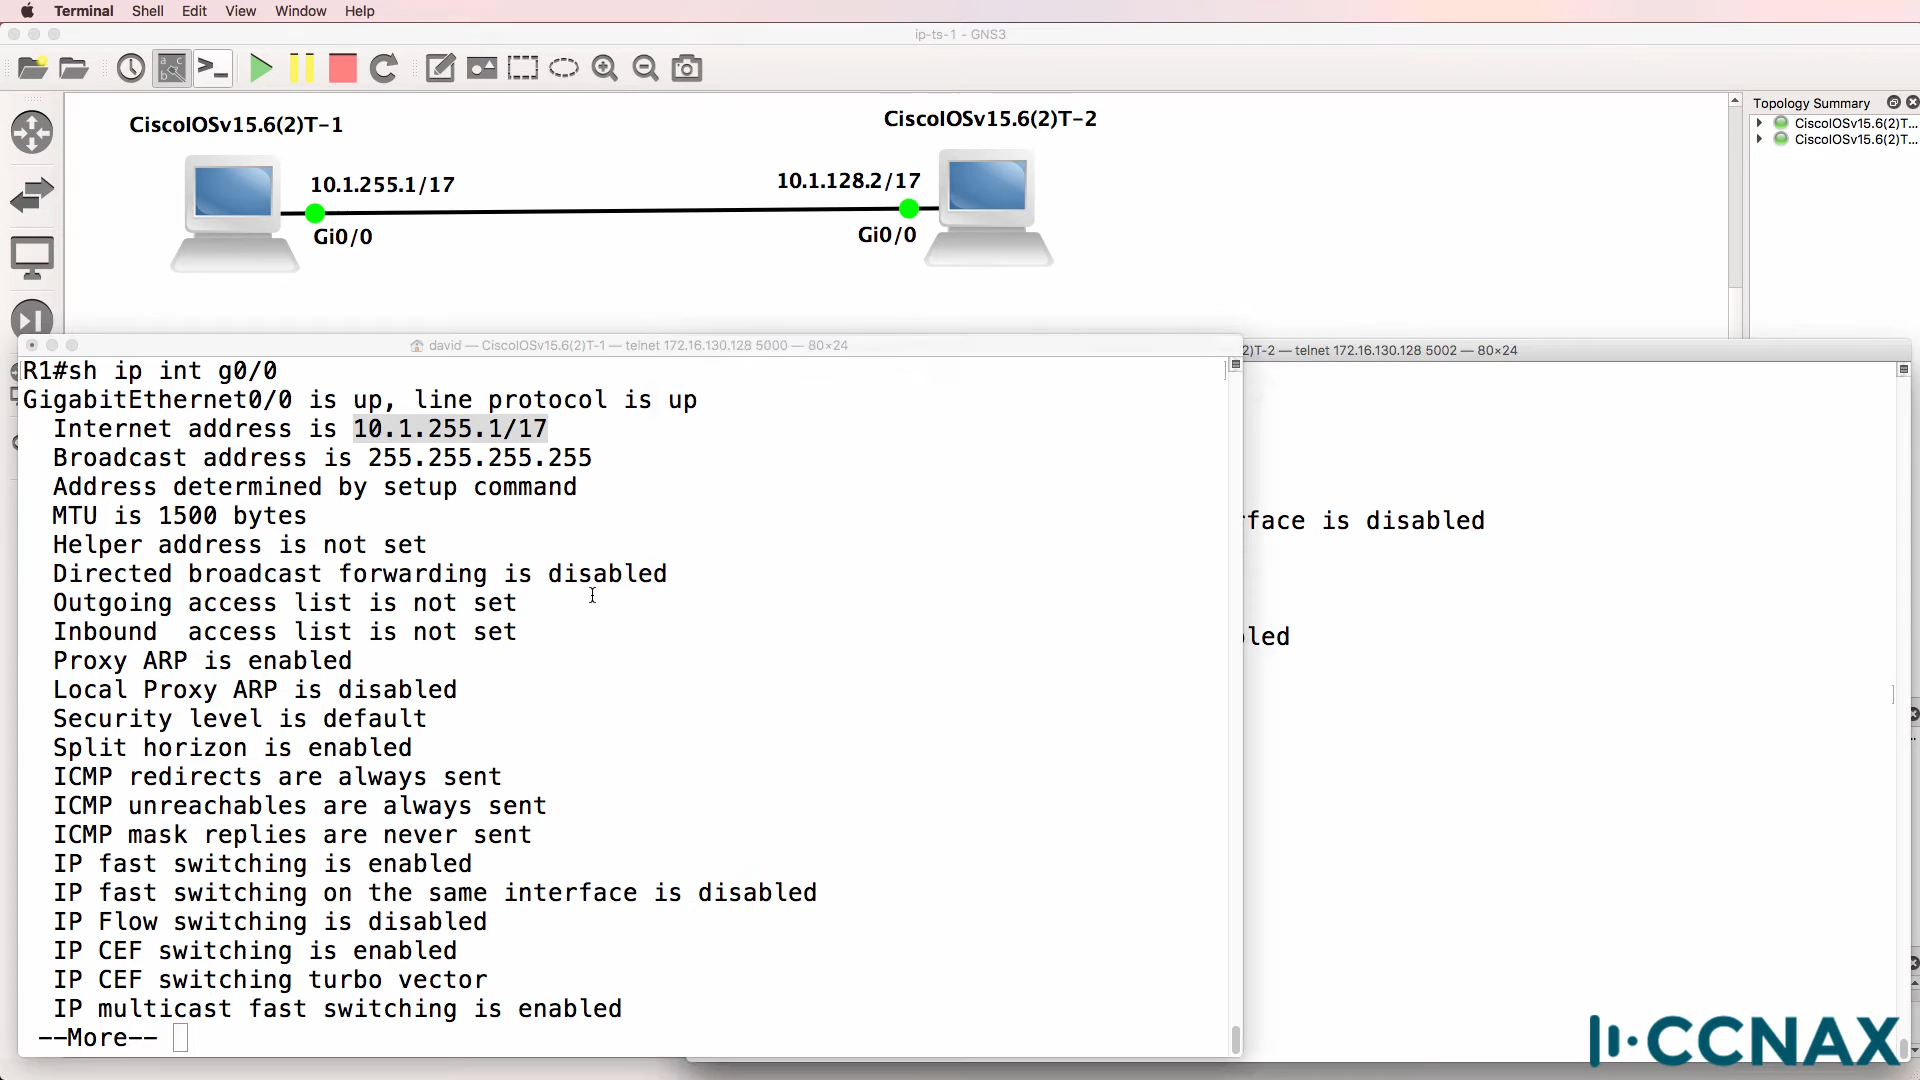 Terminal Shell Edit View Window Help
ip-ts-1 - GNS3
CiscoIOSv15.6(2)T-1
CiscoIOSv15.6(2)T-2
10.1.255.1/17
10.1.128.2/17
Gi0/0
Gi0/0
Topology Summary
CiscoIOSv15.6(2)T...
CiscoIOSv15.6(2)T...
david — CiscoIOSv15.6(2)T-1 — telnet 172.16.130.128 5000 — 80×24
2)T-2 — telnet 172.16.130.128 5002 — 80×24
R1#sh ip int g0/0
GigabitEthernet0/0 is up, line protocol is up
Internet address is 10.1.255.1/17
Broadcast address is 255.255.255.255
Address determined by setup command
MTU is 1500 bytes
Helper address is not set
Directed broadcast forwarding is disabled
Outgoing access list is not set
Inbound  access list is not set
Proxy ARP is enabled
Local Proxy ARP is disabled
Security level is default
Split horizon is enabled
ICMP redirects are always sent
ICMP unreachables are always sent
ICMP mask replies are never sent
IP fast switching is enabled
IP fast switching on the same interface is disabled
IP Flow switching is disabled
IP CEF switching is enabled
IP CEF switching turbo vector
IP multicast fast switching is enabled
--More--
rface is disabled
bled
CCNAX